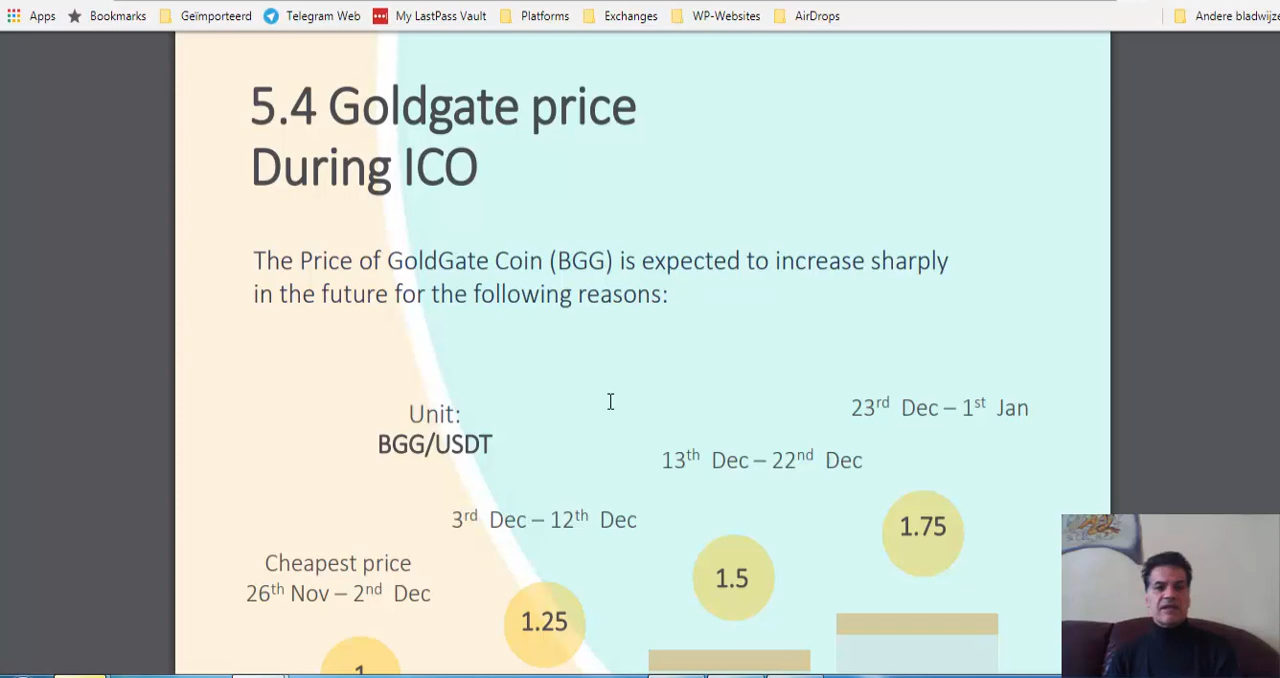 Apps Bookmarks Geïmporteerd Telegram Web My LastPass Vault Platforms Exchanges WP-Websites AirDrops Andere bladwijze
5.4 Goldgate price
During ICO
The Price of GoldGate Coin (BGG) is expected to increase sharply
in the future for the following reasons:
Unit:
BGG/USDT
Cheapest price
26th Nov – 2nd Dec
1
3rd Dec – 12th Dec
1.25
13th Dec – 22nd Dec
1.5
23rd Dec – 1st Jan
1.75